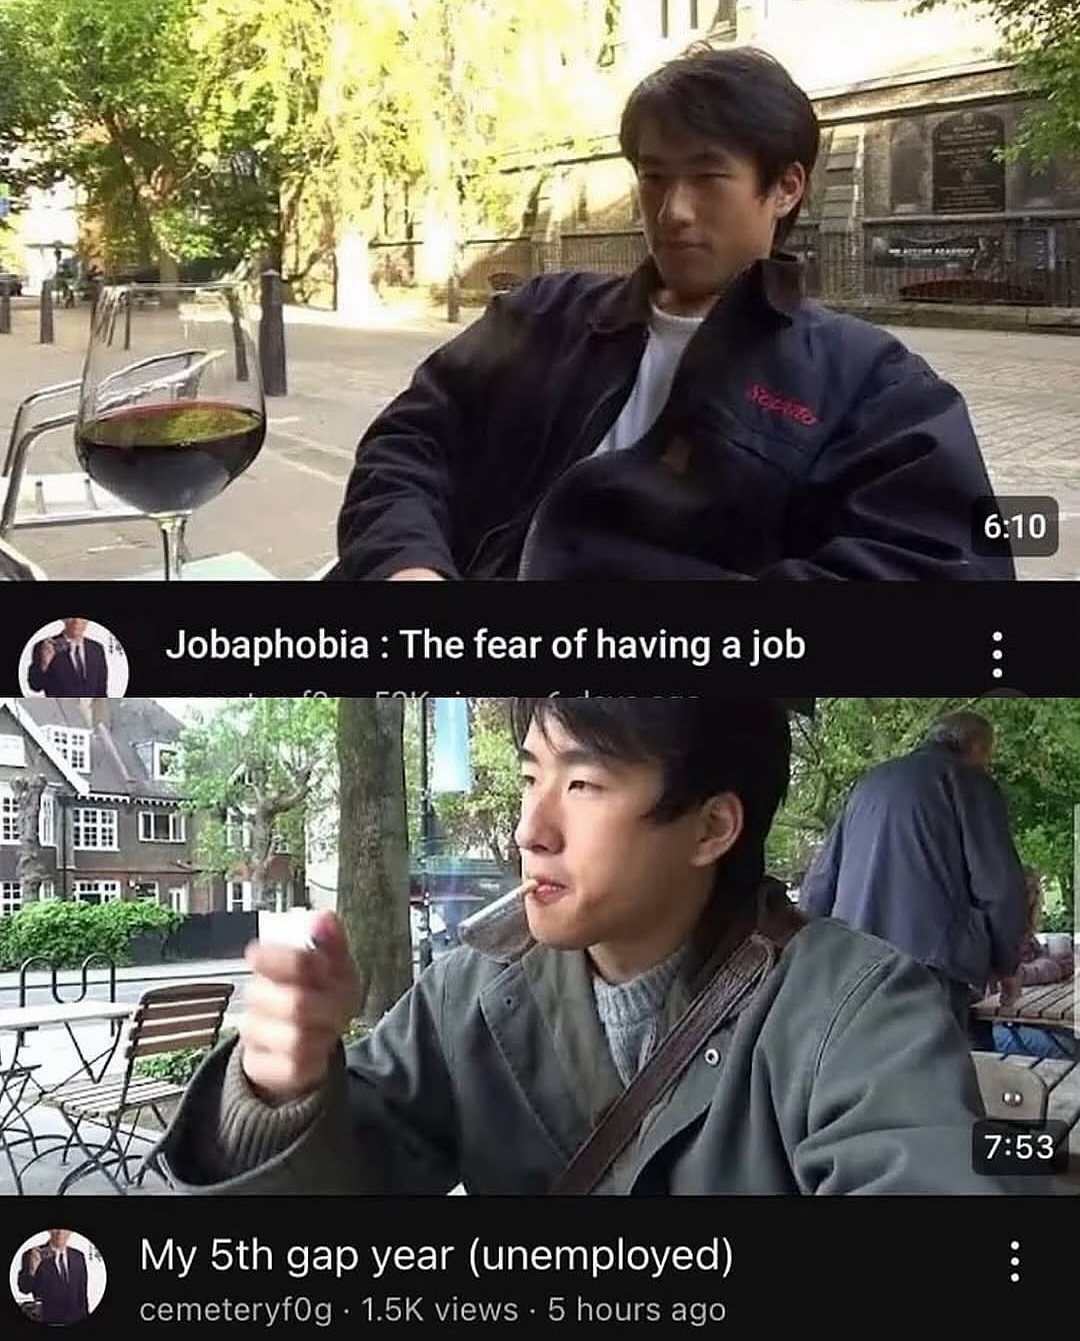 6:10
Jobaphobia : The fear of having a job
7:53
My 5th gap year (unemployed)
cemeteryf0g · 1.5K views · 5 hours ago